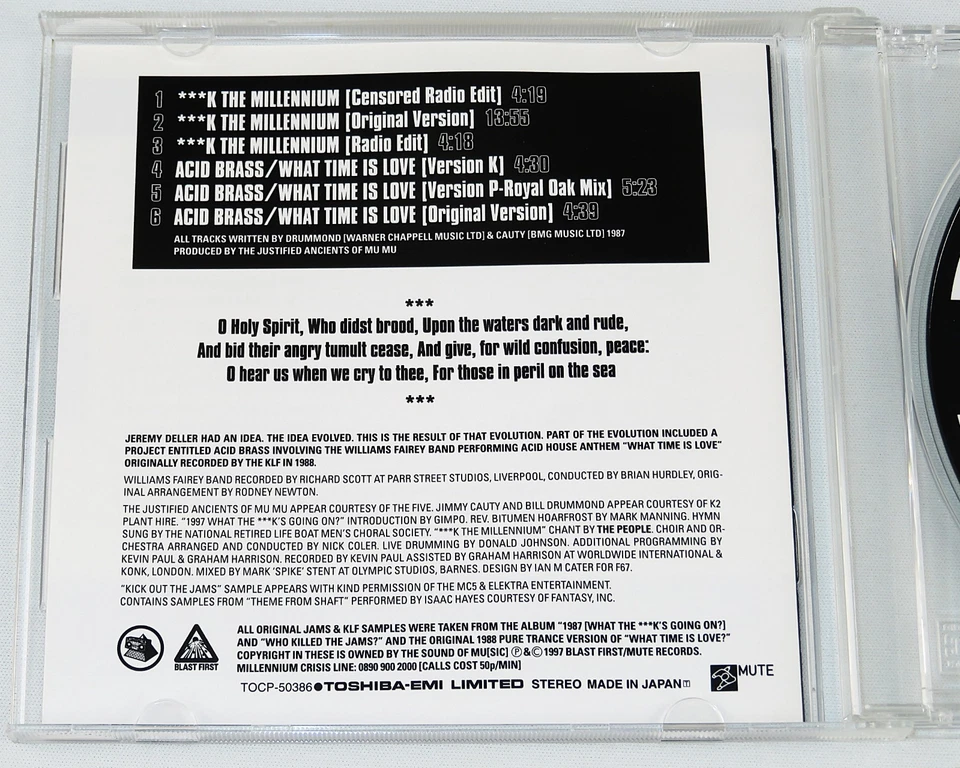 1 ***K THE MILLENNIUM [Censored Radio Edit] 4:19
2 ***K THE MILLENNIUM [Original Version] 13:55
3 ***K THE MILLENNIUM [Radio Edit] 4:18
4 ACID BRASS/WHAT TIME IS LOVE [Version K] 4:30
5 ACID BRASS/WHAT TIME IS LOVE [Version P-Royal Oak Mix] 5:23
6 ACID BRASS/WHAT TIME IS LOVE [Original Version] 4:39
ALL TRACKS WRITTEN BY DRUMMOND [WARNER CHAPPELL MUSIC LTD] & CAUTY [BMG MUSIC LTD] 1987
PRODUCED BY THE JUSTIFIED ANCIENTS OF MU MU
***
O Holy Spirit, Who didst brood, Upon the waters dark and rude,
And bid their angry tumult cease, And give, for wild confusion, peace:
O hear us when we cry to thee, For those in peril on the sea
***
JEREMY DELLER HAD AN IDEA. THE IDEA EVOLVED. THIS IS THE RESULT OF THAT EVOLUTION. PART OF THE EVOLUTION INCLUDED A
PROJECT ENTITLED ACID BRASS INVOLVING THE WILLIAMS FAIREY BAND PERFORMING ACID HOUSE ANTHEM "WHAT TIME IS LOVE"
ORIGINALLY RECORDED BY THE KLF IN 1988.
WILLIAMS FAIREY BAND RECORDED BY RICHARD SCOTT AT PARR STREET STUDIOS, LIVERPOOL, CONDUCTED BY BRIAN HURDLEY, ORIG-
INAL ARRANGEMENT BY RODNEY NEWTON.
THE JUSTIFIED ANCIENTS OF MU MU APPEAR COURTESY OF THE FIVE. JIMMY CAUTY AND BILL DRUMMOND APPEAR COURTESY OF K2
PLANT HIRE. "1997 WHAT THE ***K'S GOING ON?" INTRODUCTION BY GIMPO. REV. BITUMEN HOARFROST BY MARK MANNING. HYMN
SUNG BY THE NATIONAL RETIRED LIFE BOAT MEN'S CHORAL SOCIETY. "***K THE MILLENNIUM" CHANT BY THE PEOPLE. CHOIR AND OR-
CHESTRA ARRANGED AND CONDUCTED BY NICK COLER. LIVE DRUMMING BY DONALD JOHNSON. ADDITIONAL PROGRAMMING BY
KEVIN PAUL & GRAHAM HARRISON. RECORDED BY KEVIN PAUL ASSISTED BY GRAHAM HARRISON AT WORLDWIDE INTERNATIONAL &
KONK, LONDON. MIXED BY MARK 'SPIKE' STENT AT OLYMPIC STUDIOS, BARNES. DESIGN BY IAN M CATER FOR F67.
"KICK OUT THE JAMS" SAMPLE APPEARS WITH KIND PERMISSION OF THE MC5 & ELEKTRA ENTERTAINMENT.
CONTAINS SAMPLES FROM "THEME FROM SHAFT" PERFORMED BY ISAAC HAYES COURTESY OF FANTASY, INC.
BLAST FIRST
ALL ORIGINAL JAMS & KLF SAMPLES WERE TAKEN FROM THE ALBUM "1987 [WHAT THE ***K'S GOING ON?]
AND "WHO KILLED THE JAMS?" AND THE ORIGINAL 1988 PURE TRANCE VERSION OF "WHAT TIME IS LOVE?"
COPYRIGHT IN THESE IS OWNED BY THE SOUND OF MU[SIC] Ⓟ&©1997 BLAST FIRST/MUTE RECORDS.
MILLENNIUM CRISIS LINE: 0890 900 2000 [CALLS COST 50p/MIN]
TOCP-50386●TOSHIBA-EMI LIMITED STEREO MADE IN JAPAN🅃
MUTE